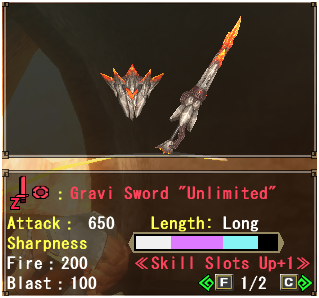 Z : Gravi Sword "Unlimited"
Attack : 650 Length: Long
Sharpness
Fire : 200 ≪Skill Slots Up+1≫
Blast : 100 F 1/2 C